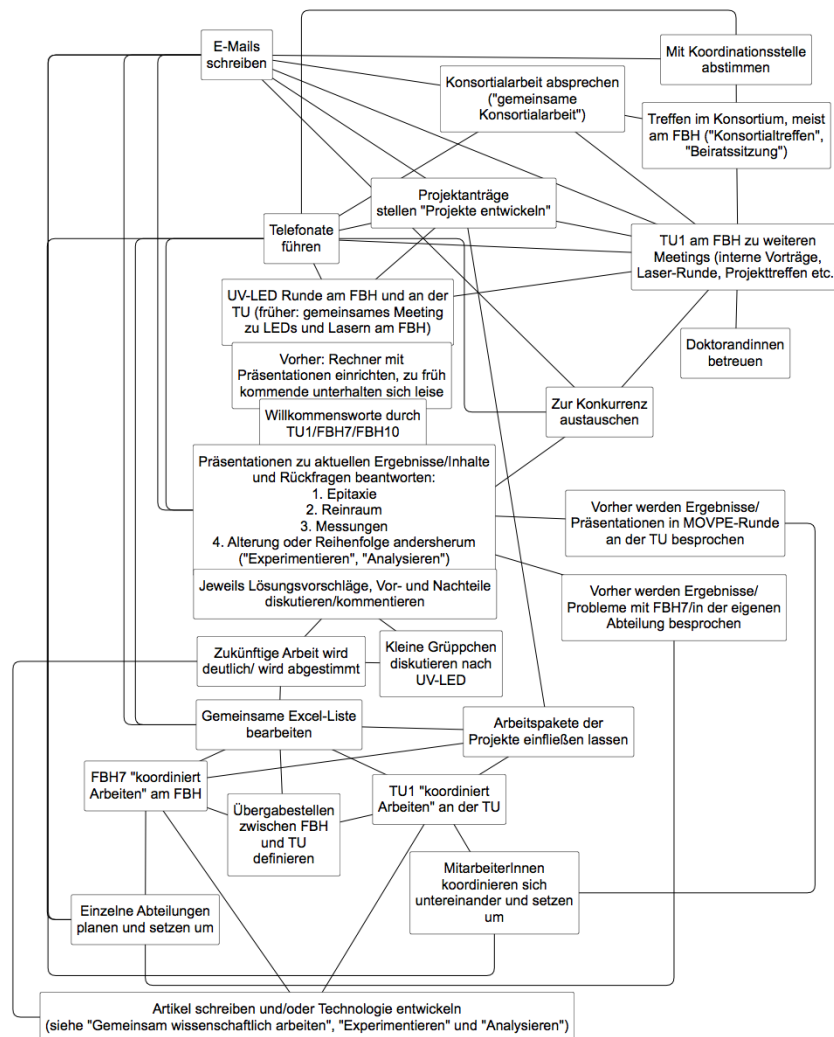 E-Mails
schreiben
Mit Koordinationsstelle
abstimmen
Konsortialarbeit absprechen
("gemeinsame
Konsortialarbeit")
Treffen im Konsortium, meist
am FBH ("Konsortialtreffen",
"Beiratssitzung")
Projektanträge
stellen "Projekte entwickeln"
Telefonate
führen
TU1 am FBH zu weiteren
Meetings (interne Vorträge,
Laser-Runde, Projekttreffen etc.
UV-LED Runde am FBH und an der
TU (früher: gemeinsames Meeting
zu LEDs und Lasern am FBH)
Doktorandinnen
betreuen
Vorher: Rechner mit
Präsentationen einrichten, zu früh
kommende unterhalten sich leise
Zur Konkurrenz
austauschen
Willkommensworte durch
TU1/FBH7/FBH10
Präsentationen zu aktuellen Ergebnisse/Inhalte
und Rückfragen beantworten:
1. Epitaxie
2. Reinraum
3. Messungen
4. Alterung oder Reihenfolge andersherum
("Experimentieren", "Analysieren")
Vorher werden Ergebnisse/
Präsentationen in MOVPE-Runde
an der TU besprochen
Jeweils Lösungsvorschläge, Vor- und Nachteile
diskutieren/kommentieren
Vorher werden Ergebnisse/
Probleme mit FBH7/in der eigenen
Abteilung besprochen
Zukünftige Arbeit wird
deutlich/ wird abgestimmt
Kleine Grüppchen
diskutieren nach
UV-LED
Gemeinsame Excel-Liste
bearbeiten
Arbeitspakete der
Projekte einfließen lassen
FBH7 "koordiniert
Arbeiten" am FBH
TU1 "koordiniert
Arbeiten" an der TU
Übergabestellen
zwischen FBH
und TU
definieren
MitarbeiterInnen
koordinieren sich
untereinander und setzen
um
Einzelne Abteilungen
planen und setzen um
Artikel schreiben und/oder Technologie entwickeln
(siehe "Gemeinsam wissenschaftlich arbeiten", "Experimentieren" und "Analysieren")